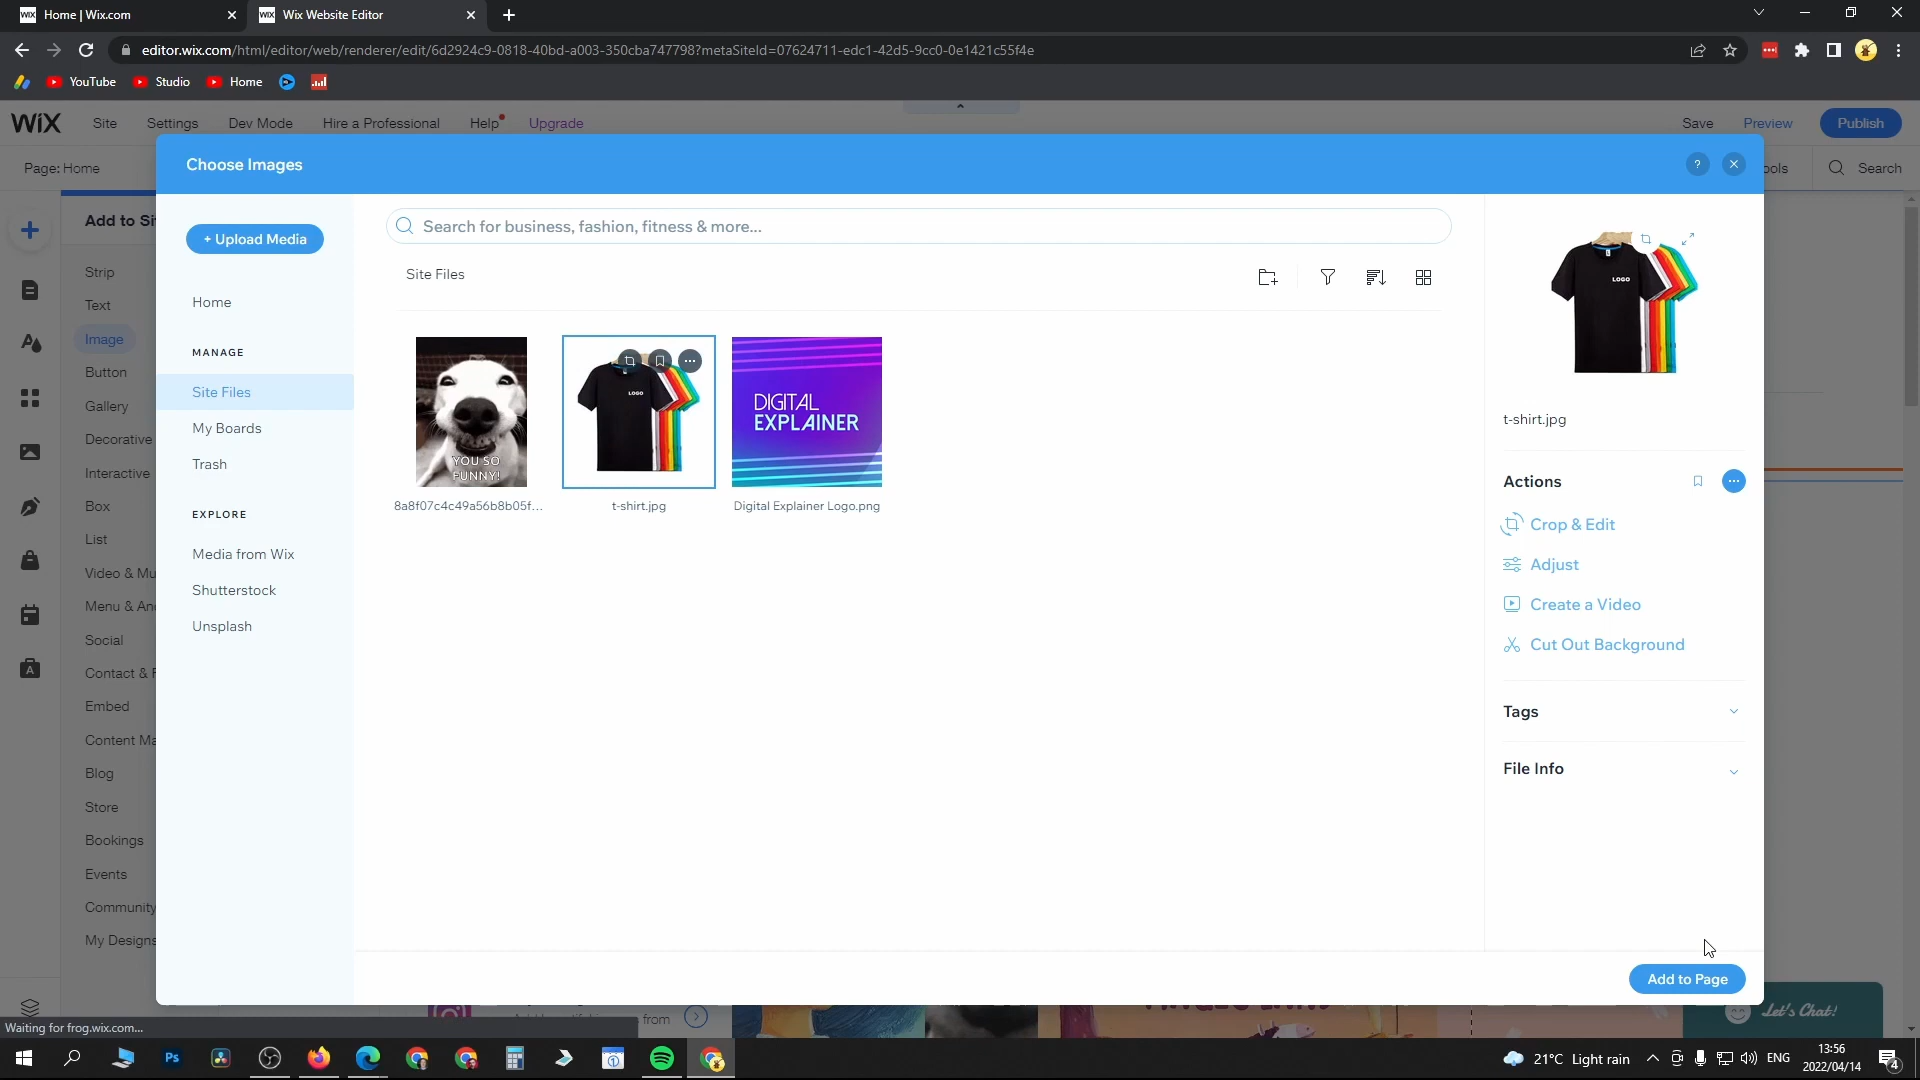 Home | Wix.com
Wix Website Editor
editor.wix.com/html/editor/web/renderer/edit/6d2924c9-0818-40bd-a003-350cba747798?metaSiteId=07624711-edc1-42d5-9cc0-0e1421c55f4e
YouTube
Studio
Home
WiX
Site
Settings
Dev Mode
Hire a Professional
Help
Upgrade
Save
Preview
Publish
Page: Home
ools
Search
Add to Si
Strip
Text
Image
Button
Gallery
Decorative
Interactive
Box
List
Video & Mu
Menu & An
Social
Contact & F
Embed
Content Ma
Blog
Store
Bookings
Events
Community
My Designs
Choose Images
?
+ Upload Media
Home
MANAGE
Site Files
My Boards
Trash
EXPLORE
Media from Wix
Shutterstock
Unsplash
Search for business, fashion, fitness & more...
Site Files
YOU SO
FUNNY!
8a8f07c4c49a56b8b05f...
LOGO
t-shirt.jpg
DIGITAL
EXPLAINER
Digital Explainer Logo.png
LOGO
t-shirt.jpg
Actions
Crop & Edit
Adjust
Create a Video
Cut Out Background
Tags
File Info
Add to Page
from
Let's Chat!
Waiting for frog.wix.com...
Ps
21°C Light rain
ENG
13:56
2022/04/14
4